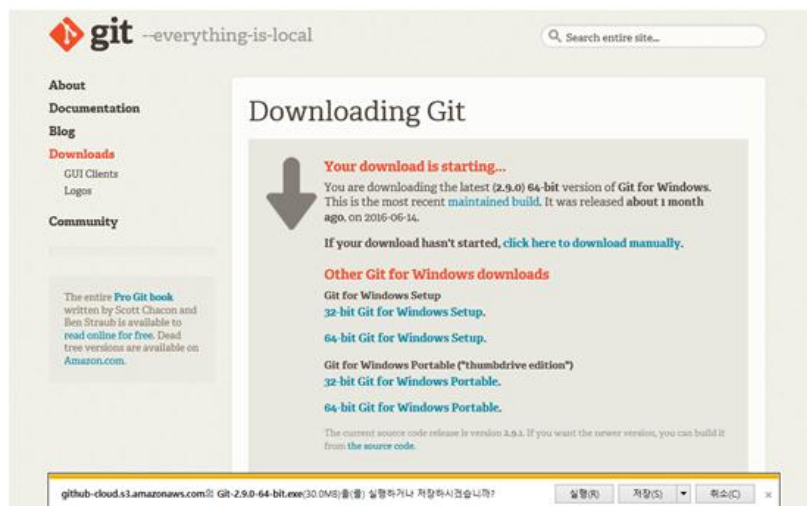 git --everything-is-local
Search entire site...
About
Documentation
Blog
Downloads
GUI Clients
Logos
Community
The entire Pro Git book
written by Scott Chacon and
Ben Straub is available to
read online for free. Dead
tree versions are available on
Amazon.com.
Downloading Git
Your download is starting...
You are downloading the latest (2.9.0) 64-bit version of Git for Windows.
This is the most recent maintained build. It was released about 1 month
ago, on 2016-06-14.
If your download hasn't started, click here to download manually.
Other Git for Windows downloads
Git for Windows Setup
32-bit Git for Windows Setup.
64-bit Git for Windows Setup.
Git for Windows Portable ("thumbdrive edition")
32-bit Git for Windows Portable.
64-bit Git for Windows Portable.
The current source code release is version 2.9.1. If you want the newer version, you can build it
from the source code.
github-cloud.s3.amazonaws.com의 Git-2.9.0-64-bit.exe(30.0MB)을(를) 실행하거나 저장하시겠습니까?
실행(R)
저장(S)
취소(C)